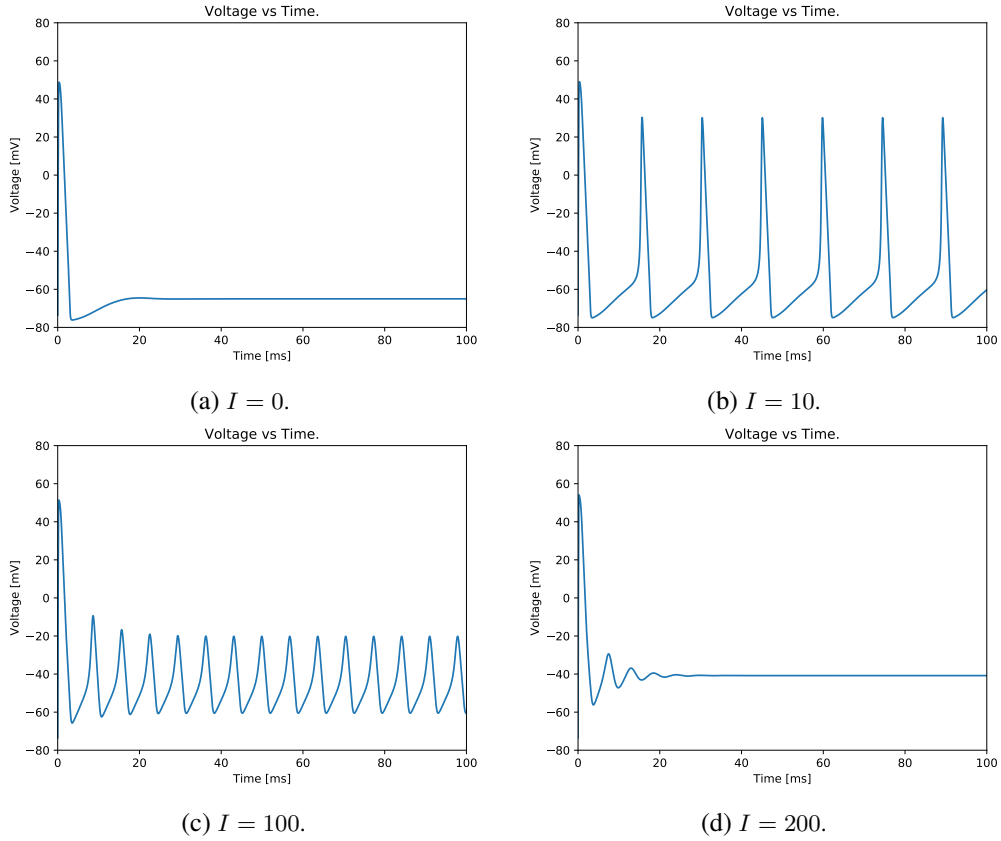 Voltage vs Time.
80
60
40
20
0
−20
−40
−60
−80
Voltage [mV]
0 20 40 60 80 100
Time [ms]
(a) I = 0.
Voltage vs Time.
80
60
40
20
0
−20
−40
−60
−80
Voltage [mV]
0 20 40 60 80 100
Time [ms]
(b) I = 10.
Voltage vs Time.
80
60
40
20
0
−20
−40
−60
−80
Voltage [mV]
0 20 40 60 80 100
Time [ms]
(c) I = 100.
Voltage vs Time.
80
60
40
20
0
−20
−40
−60
−80
Voltage [mV]
0 20 40 60 80 100
Time [ms]
(d) I = 200.